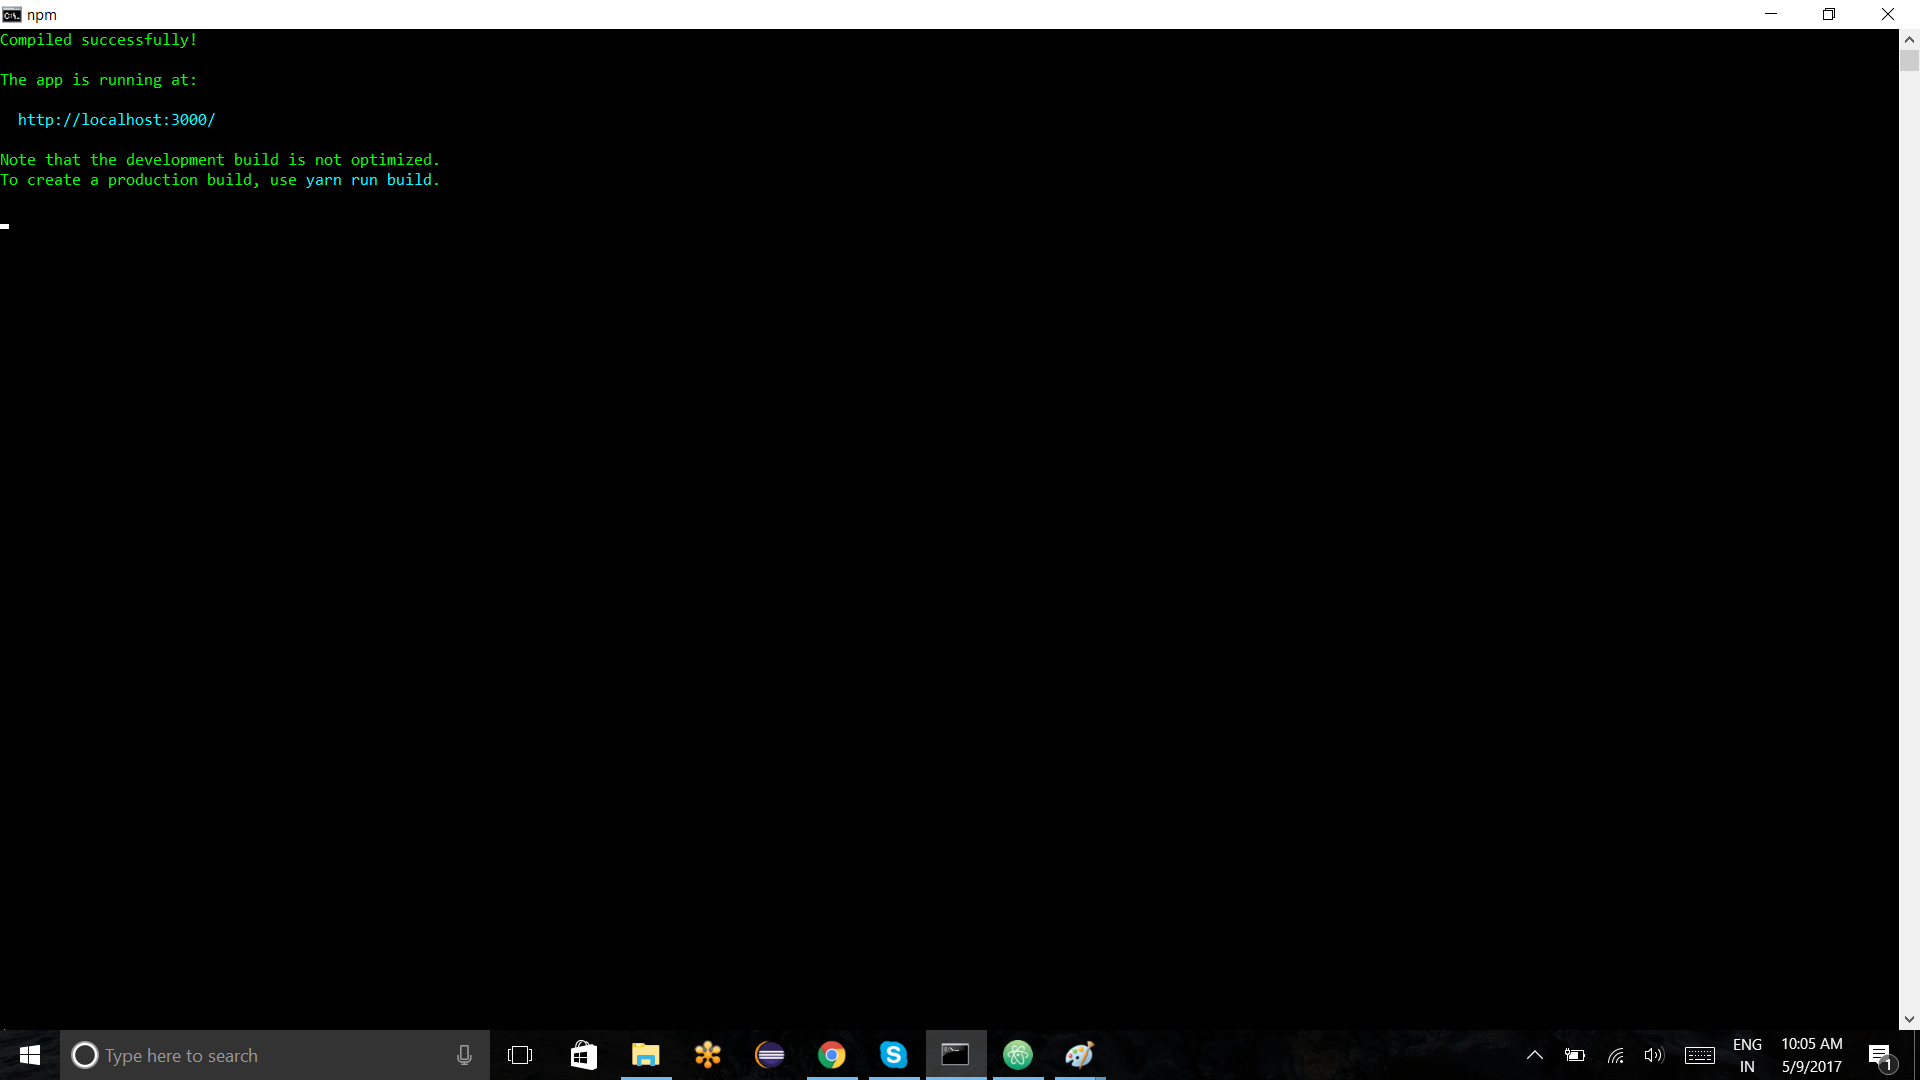 npm
Compiled successfully!
The app is running at:
http://localhost:3000/
Note that the development build is not optimized.
To create a production build, use yarn run build.
Type here to search
ENG
IN
10:05 AM
5/9/2017
1